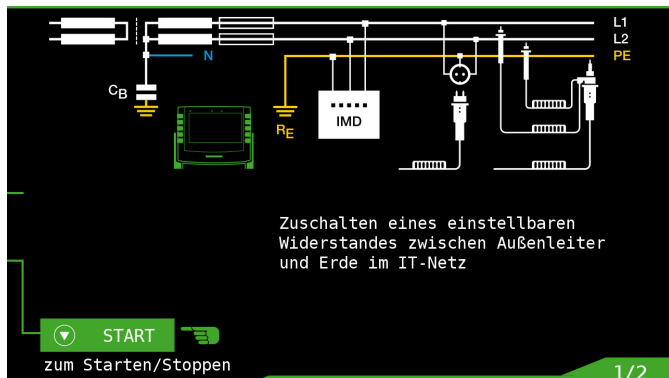 L1
L2
N
PE
CB
RE
IMD
Zuschalten eines einstellbaren
Widerstandes zwischen Außenleiter
und Erde im IT-Netz
START
zum Starten/Stoppen
1/2